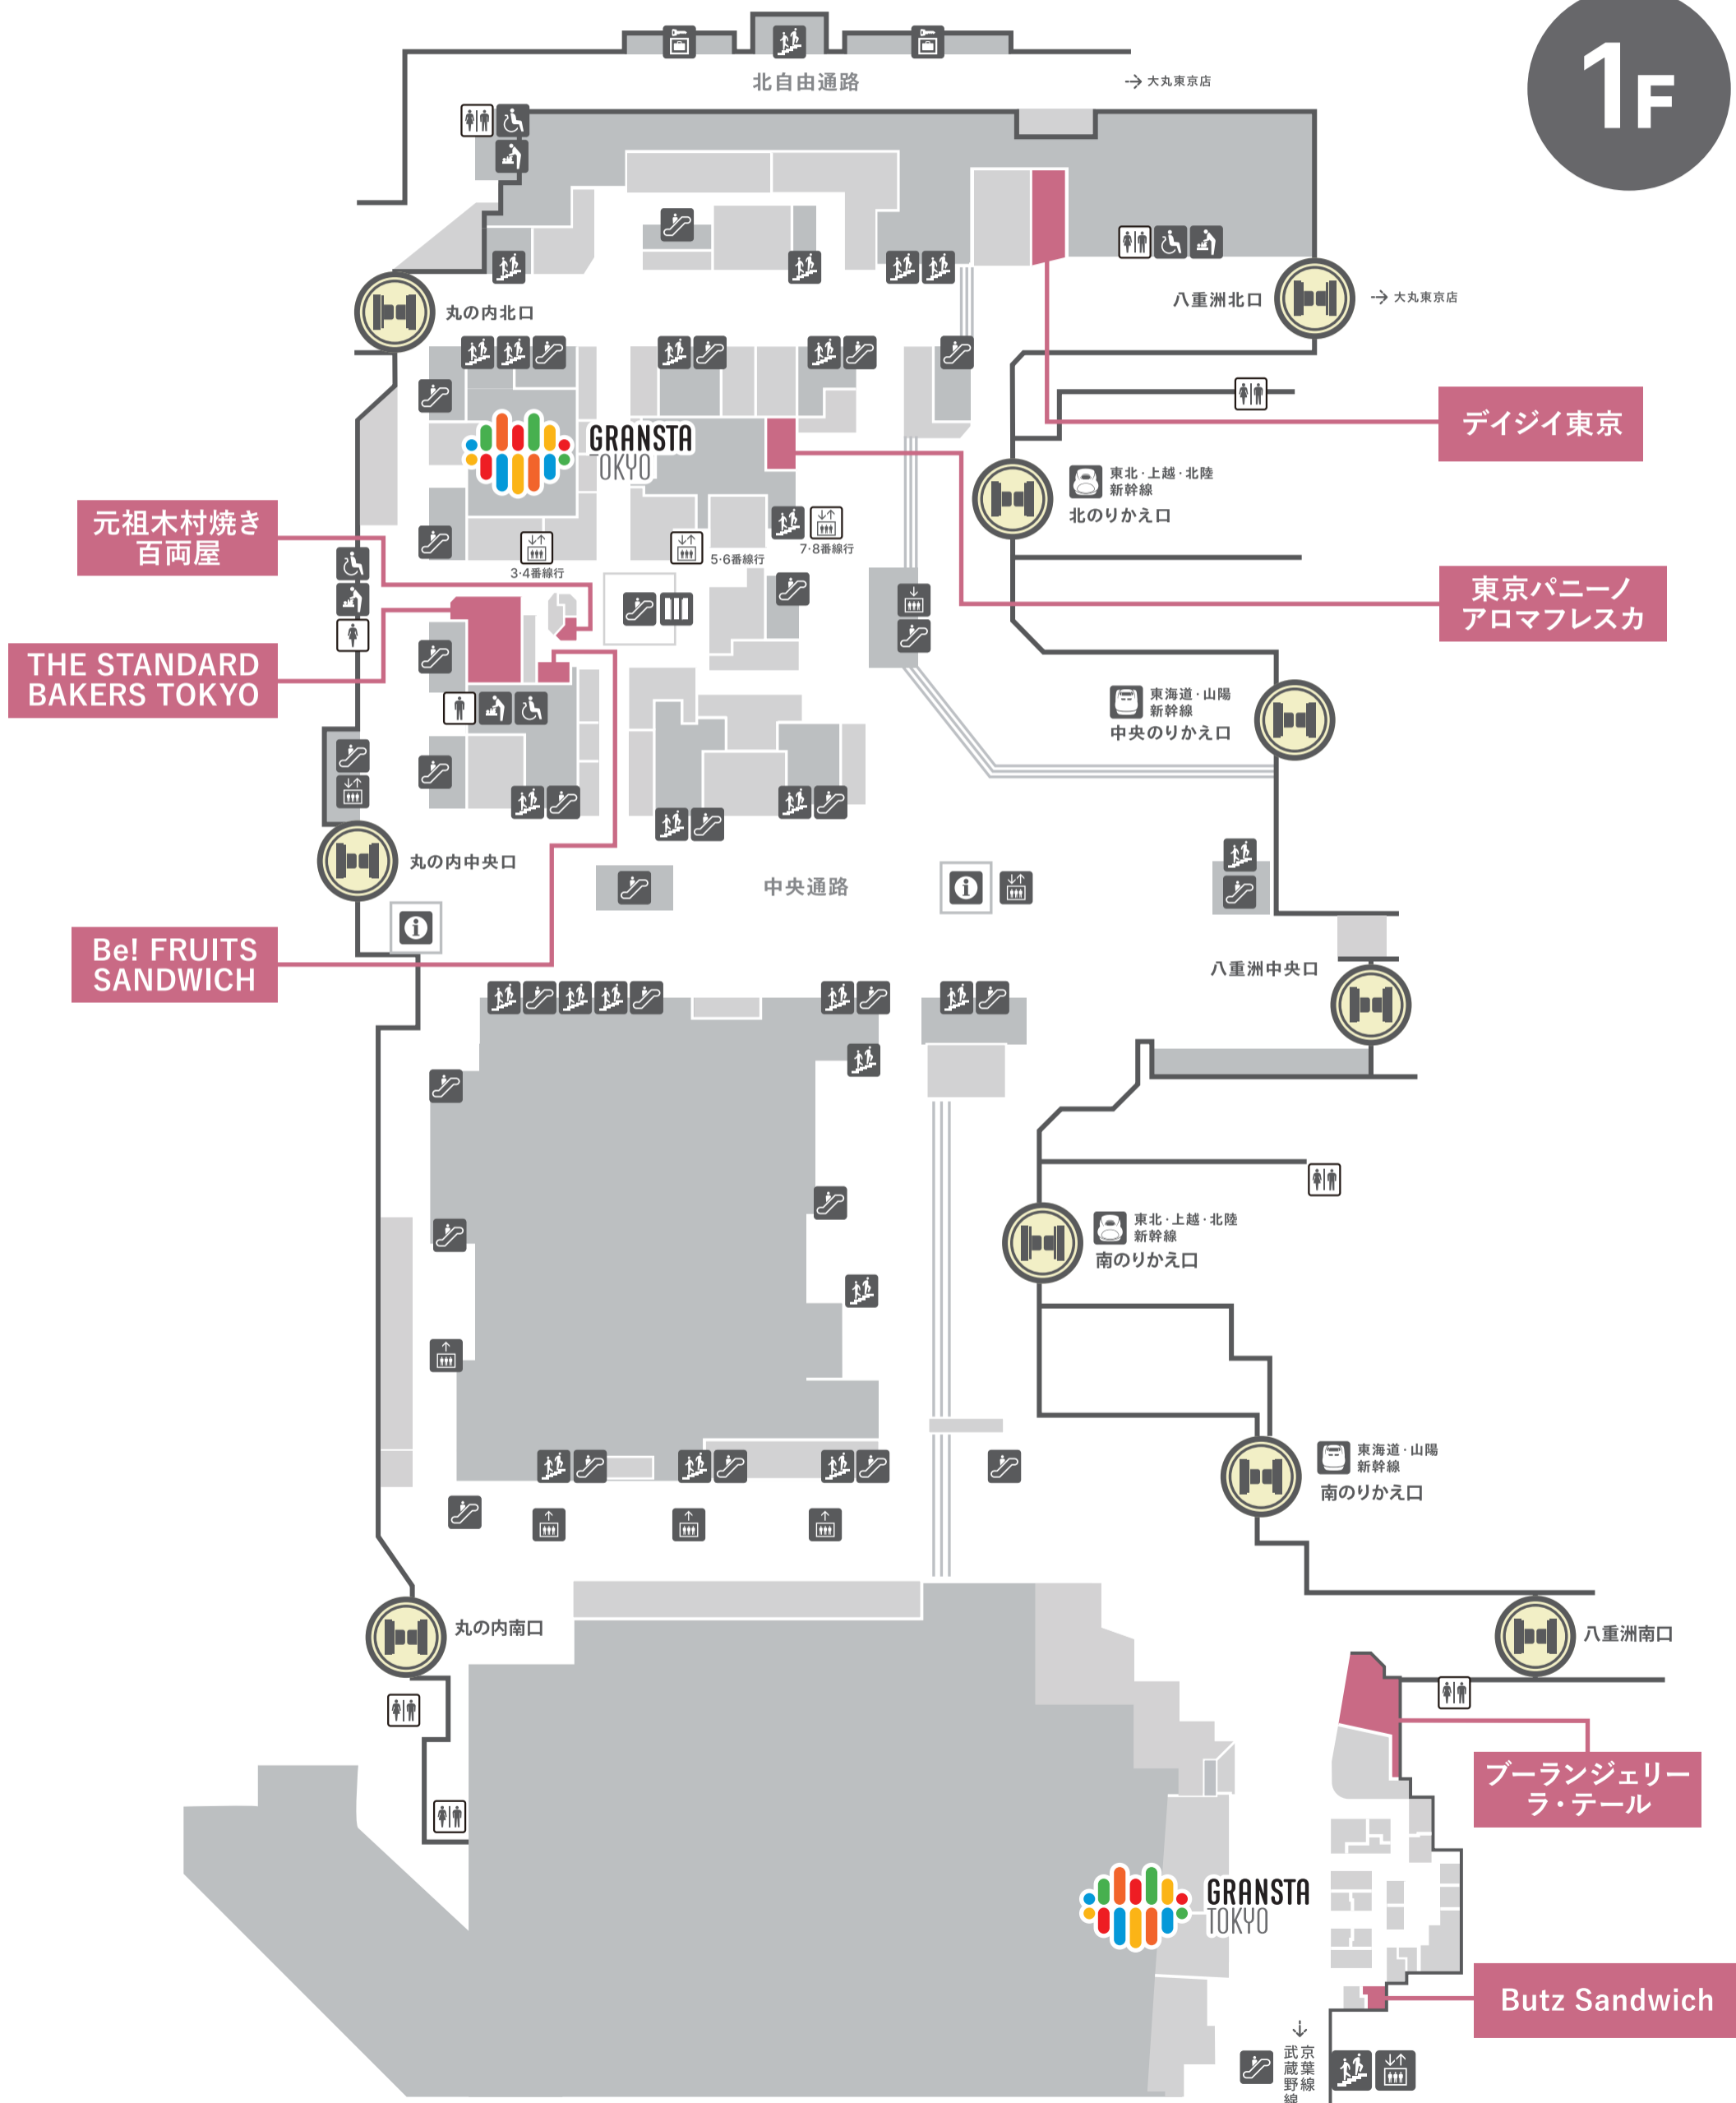 1F
北自由通路
大丸東京店
丸の内北口
八重洲北口
大丸東京店
デイジイ東京
GRANSTA
TOKYO
東北・上越・北陸
新幹線
北のりかえ口
元祖木村焼き
百両屋
3・4番線行
5・6番線行
7・8番線行
東京パニーノ
アロマフレスカ
THE STANDARD
BAKERS TOKYO
東海道・山陽
新幹線
中央のりかえ口
丸の内中央口
中央通路
Be! FRUITS
SANDWICH
八重洲中央口
東北・上越・北陸
新幹線
南のりかえ口
東海道・山陽
新幹線
南のりかえ口
丸の内南口
八重洲南口
ブーランジェリー
ラ・テール
GRANSTA
TOKYO
Butz Sandwich
京葉線
武蔵野線